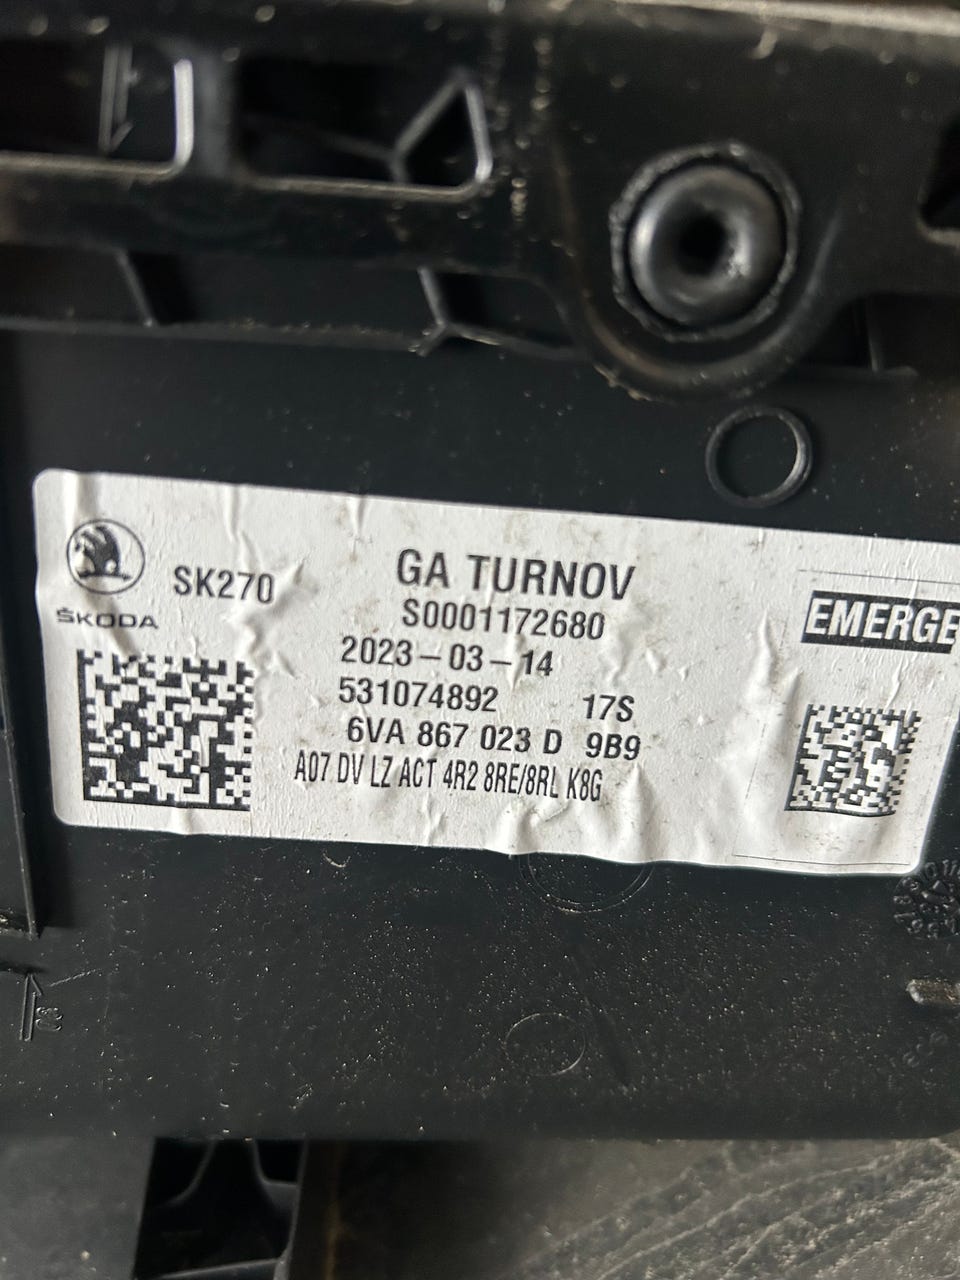 SK270
ŠKODA
GA TURNOV
S0001172680
2023-03-14
531074892 17S
6VA 867 023 D 9B9
A07 DV LZ ACT 4R2 8RE/8RL K8G
EMERGE